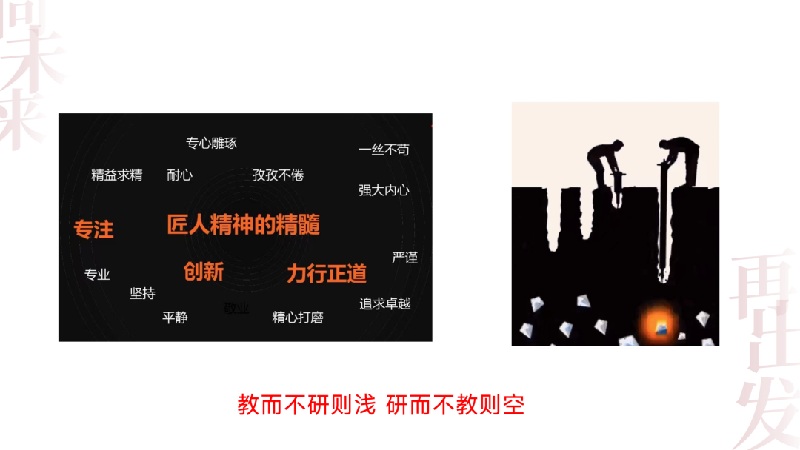 向未来
专心雕琢
一丝不苟
精益求精
耐心
孜孜不倦
强大内心
专注
匠人精神的精髓
严谨
创新
力行正道
专业
坚持
敬业
追求卓越
平静
精心打磨
教而不研则浅 研而不教则空
再出发